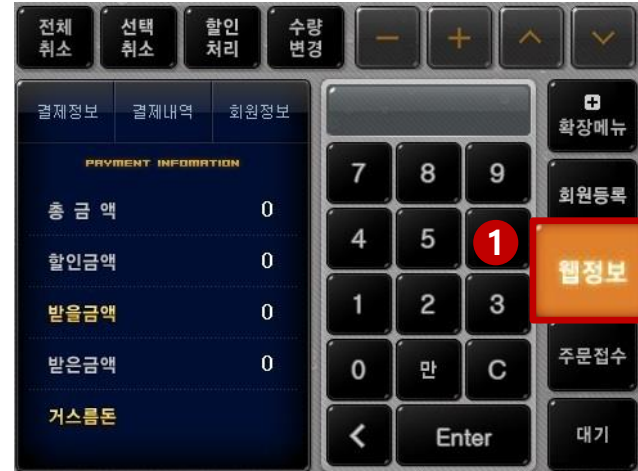 전체 취소
선택 취소
할인 처리
수량 변경
−
+
결제정보 결제내역 회원정보
PAYMENT INFOMATION
총 금 액 0
할인금액 0
받을금액 0
받은금액 0
거스름돈
7 8 9
4 5 1
1 2 3
0 만 C
Enter
확장메뉴
회원등록
웹정보
주문접수
대기